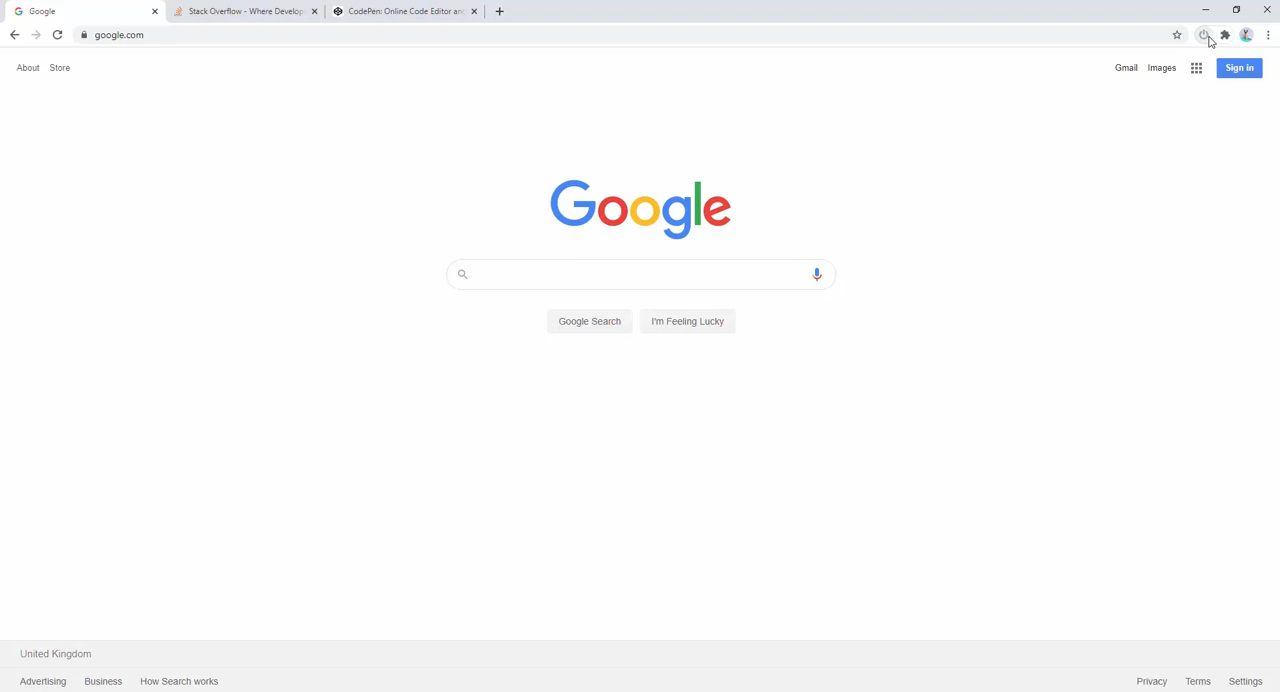 Google
Stack Overflow - Where Develop
CodePen: Online Code Editor and
google.com
About
Store
Gmail
Images
Sign in
Google
Google Search
I'm Feeling Lucky
United Kingdom
Advertising
Business
How Search works
Privacy
Terms
Settings